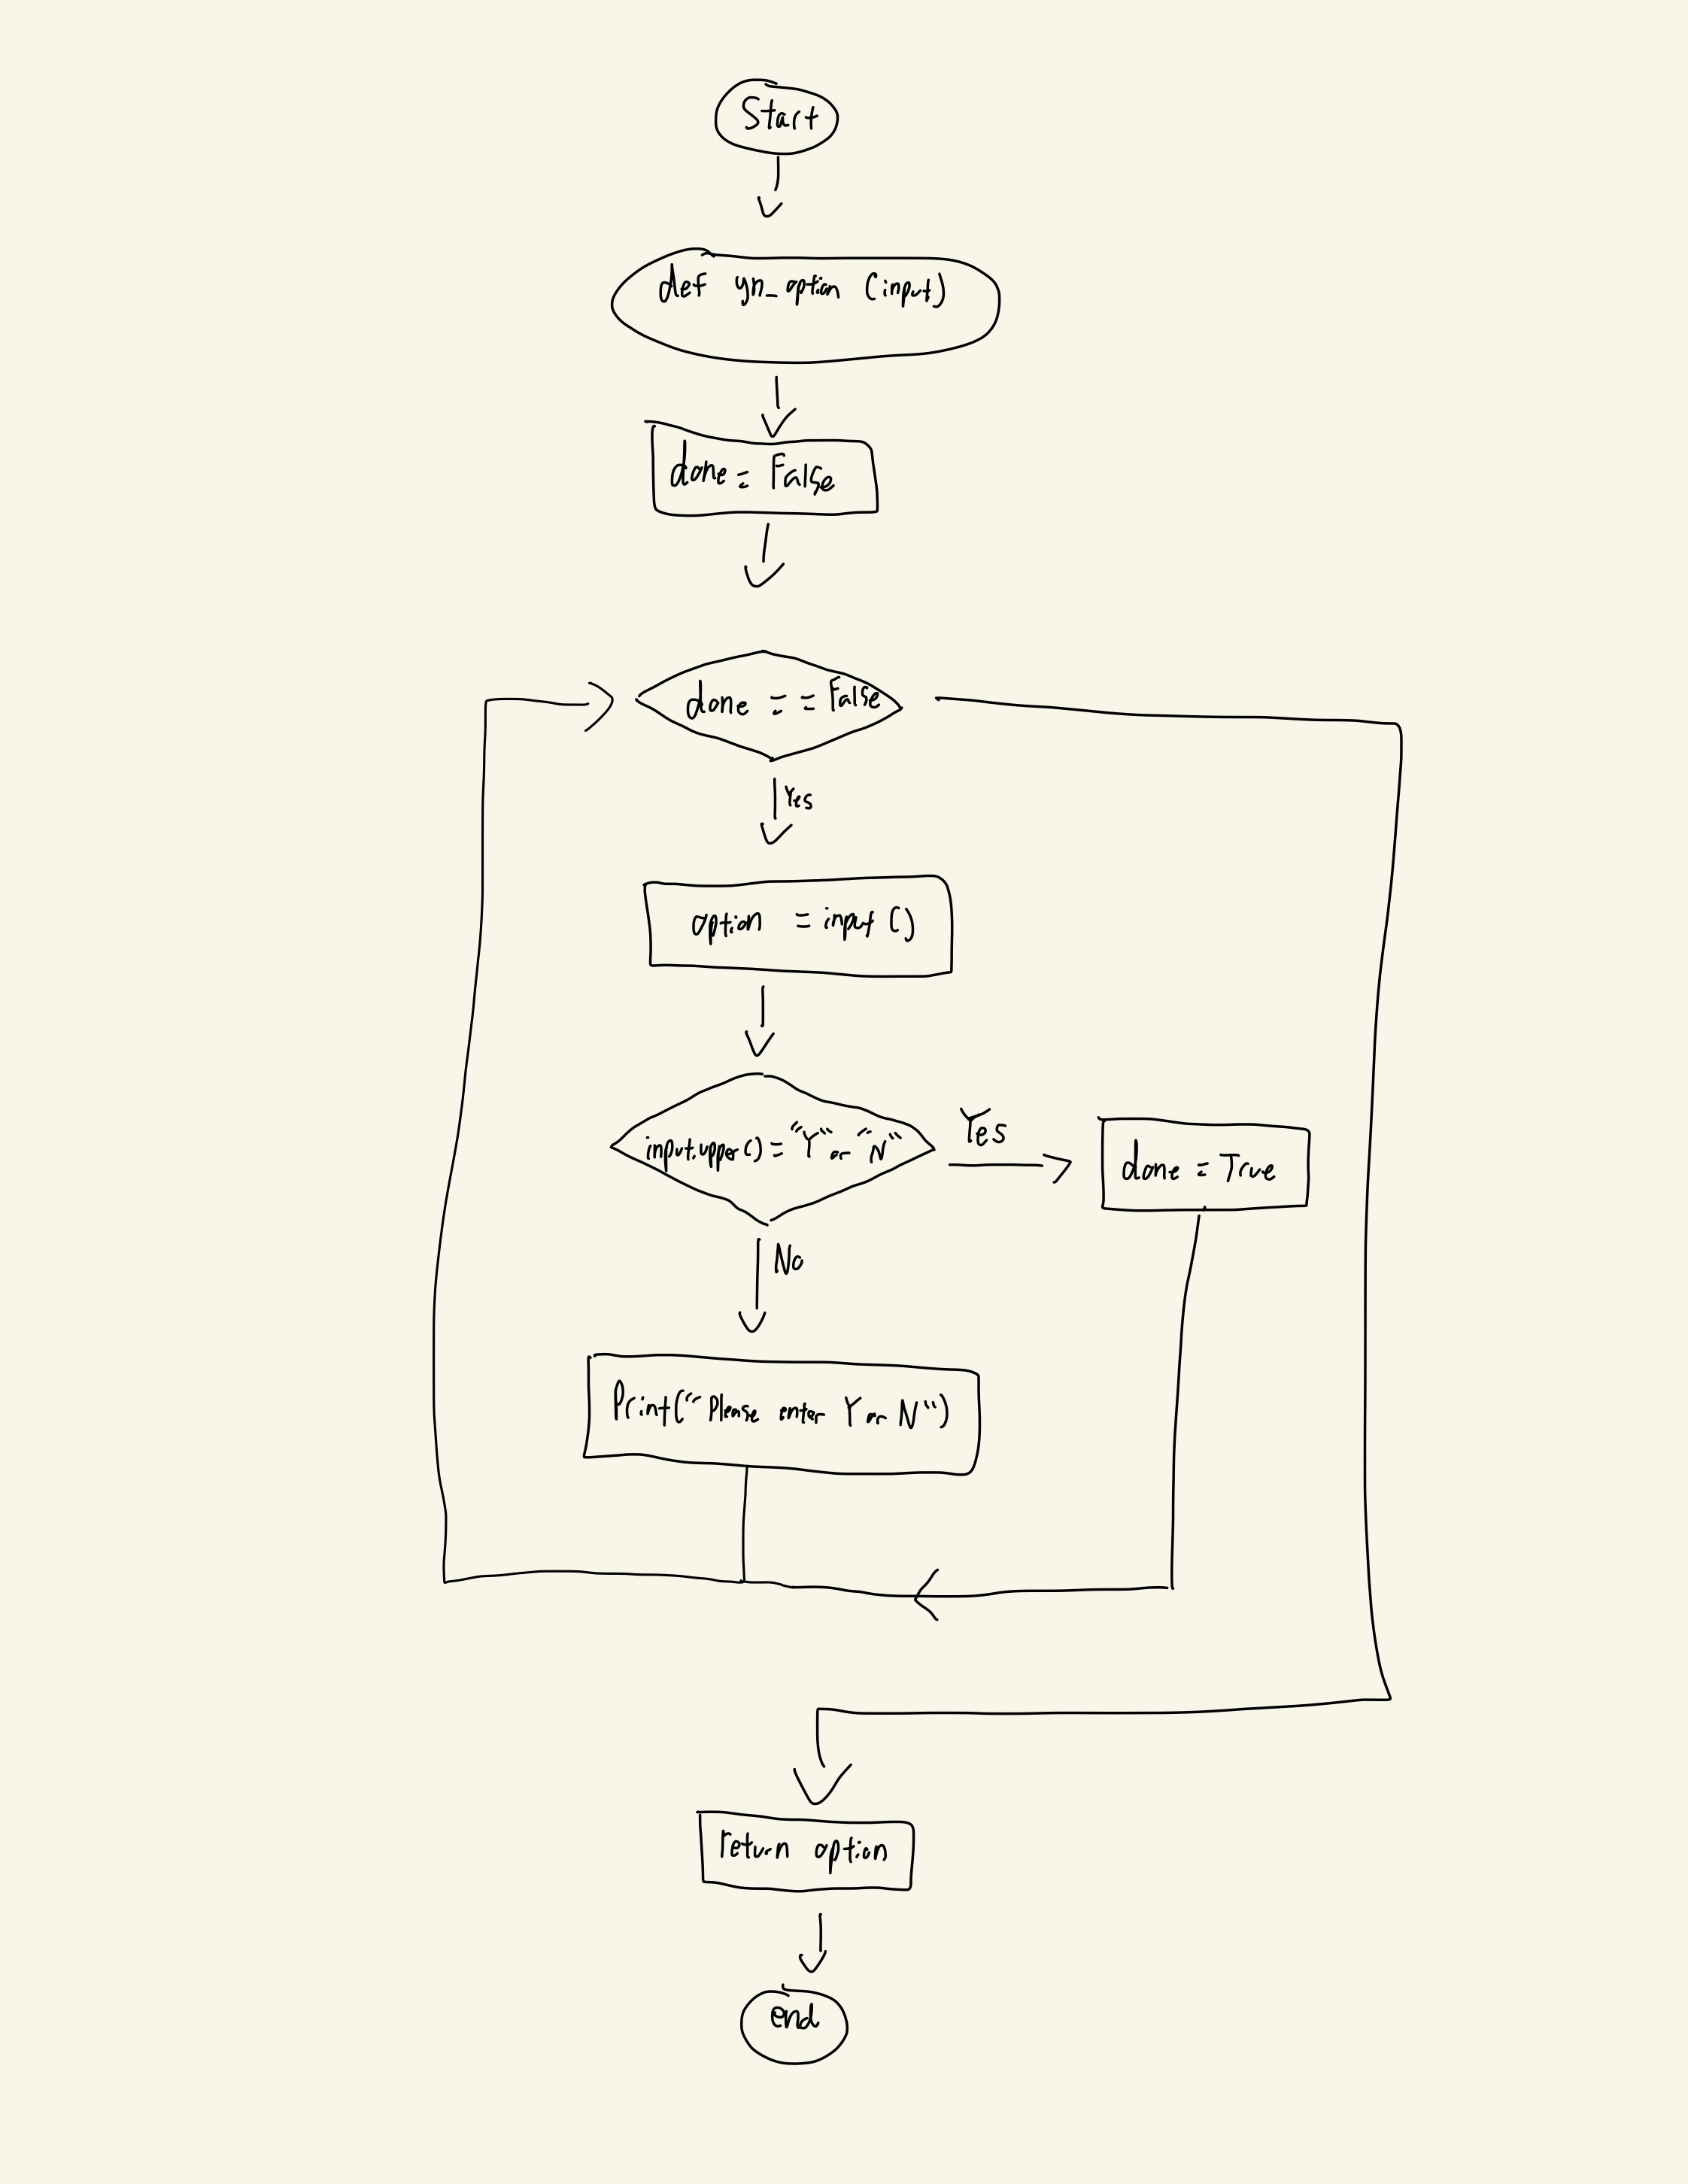 Start
def yn_option (input)
done = False
done == False
Yes
option = input ()
input.upper() = "Y" or "N"
Yes
done = True
No
Print("Please enter Y or N")
return option
end